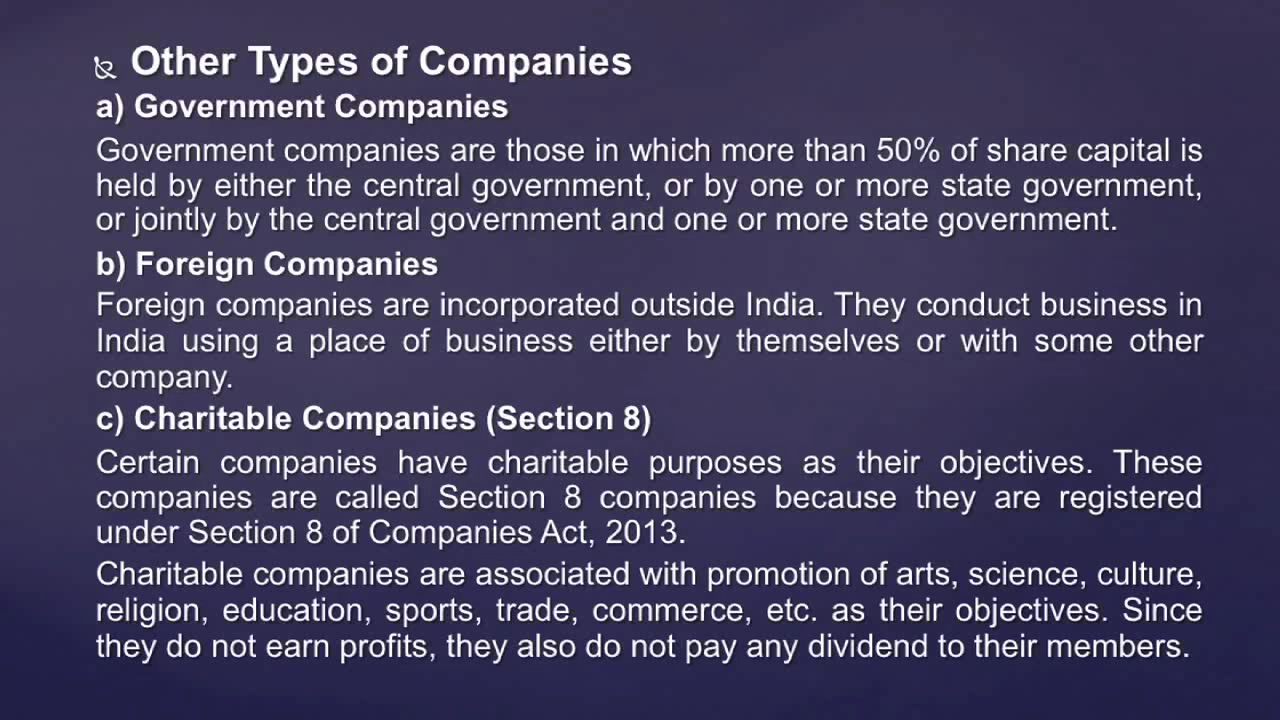 Other Types of Companies
a) Government Companies
Government companies are those in which more than 50% of share capital is
held by either the central government, or by one or more state government,
or jointly by the central government and one or more state government.
b) Foreign Companies
Foreign companies are incorporated outside India. They conduct business in
India using a place of business either by themselves or with some other
company.
c) Charitable Companies (Section 8)
Certain companies have charitable purposes as their objectives. These
companies are called Section 8 companies because they are registered
under Section 8 of Companies Act, 2013.
Charitable companies are associated with promotion of arts, science, culture,
religion, education, sports, trade, commerce, etc. as their objectives. Since
they do not earn profits, they also do not pay any dividend to their members.